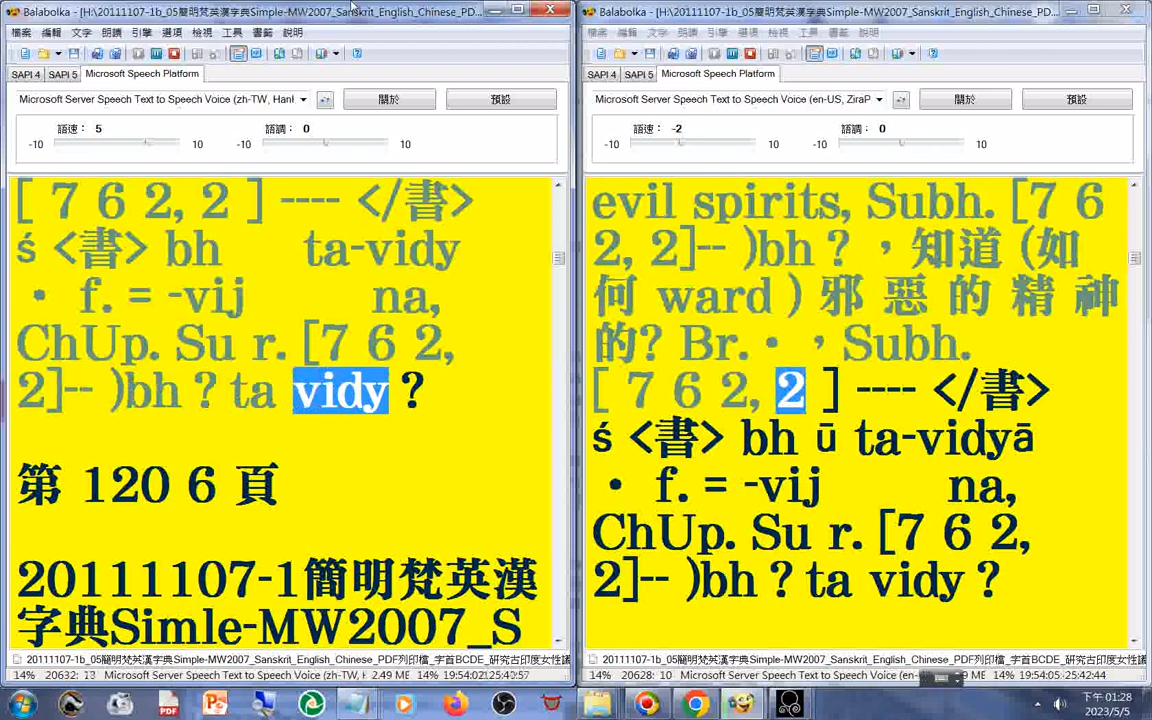 Balabolka - [H:\20111107-1b_05簡明梵英漢字典Simple-MW2007_Sanskrit_English_Chinese_PD...
檔案 編輯 文字 朗讀 引擎 選項 檢視 工具 書籤 說明
SAPI 4 SAPI 5 Microsoft Speech Platform
Microsoft Server Speech Text to Speech Voice (zh-TW, Hanl
關於 預設
語速： 5 語調： 0
-10 10 -10 10
[ 7 6 2, 2 ] ---- </書>
ś <書> bh ta-vidy
• f. = -vij na,
ChUp. Su r. [7 6 2,
2]-- )bh ? ta vidy ?
第 120 6 頁
20111107-1簡明梵英漢
字典Simle-MW2007_S
20111107-1b_05簡明梵英漢字典Simple-MW2007_Sanskrit_English_Chinese_PDF列印檔_字首BCDE_研究古印度女性議
14% 20632: 13 Microsoft Server Speech Text to Speech Voice (zh-TW, H 2.49 MB 14% 19:54:02\25:40:57
Balabolka - [H:\20111107-1b_05簡明梵英漢字典Simple-MW2007_Sanskrit_English_Chinese_PD...
檔案 編輯 文字 朗讀 引擎 選項 檢視 工具 書籤 說明
SAPI 4 SAPI 5 Microsoft Speech Platform
Microsoft Server Speech Text to Speech Voice (en-US, ZiraP
關於 預設
語速： -2 語調： 0
-10 10 -10 10
evil spirits, Subh. [7 6
2, 2]-- )bh ? ，知道 (如
何 ward ) 邪 惡 的 精 神
的? Br. • ，Subh.
[ 7 6 2, 2 ] ---- </書>
ś <書> bh ū ta-vidyā
• f. = -vij na,
ChUp. Su r. [7 6 2,
2]-- )bh ? ta vidy ?
20111107-1b_05簡明梵英漢字典Simple-MW2007_Sanskrit_English_Chinese_PDF列印檔_字首BCDE_研究古印度女性議
14% 20628: 10 Microsoft Server Speech Text to Speech Voice (en- MB 14% 19:54:05\25:42:44
下午 01:28
2023/5/5